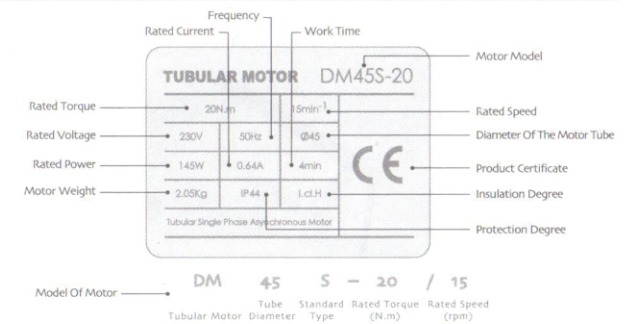 Frequency
Rated Current
Work Time
Motor Model
TUBULAR MOTOR DM45S-20
Rated Torque 20N.m 15min⁻¹ Rated Speed
Rated Voltage 230V 50Hz Ø45 Diameter Of The Motor Tube
Rated Power 145W 0.64A 4min CE Product Certificate
Motor Weight 2.05Kg IP44 I.cl.H Insulation Degree
Tubular Single Phase Asychronous Motor Protection Degree
Model Of Motor DM 45 S - 20 / 15
Tubular Motor Tube Diameter Standard Type Rated Torque (N.m) Rated Speed (rpm)